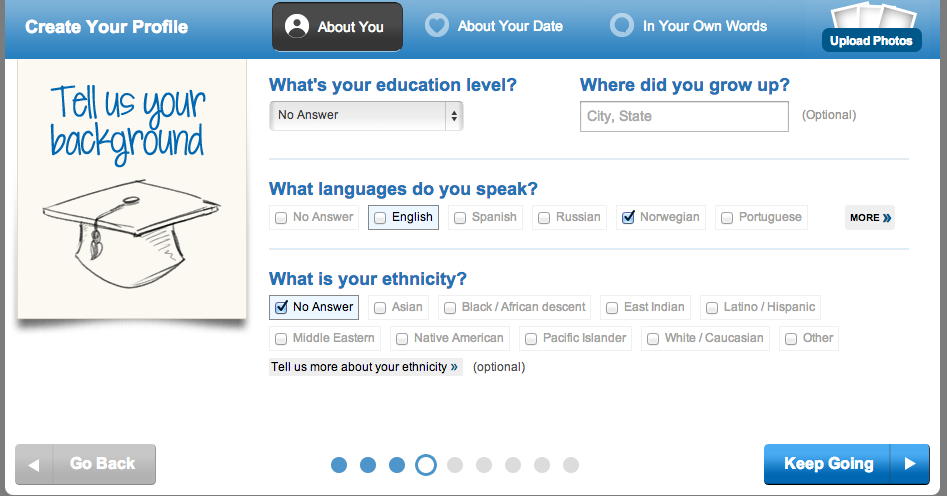 Create Your Profile
About You
About Your Date
In Your Own Words
Upload Photos
Tell us your
background
What's your education level?
Where did you grow up?
No Answer
City, State
(Optional)
What languages do you speak?
No Answer
English
Spanish
Russian
Norwegian
Portuguese
MORE »
What is your ethnicity?
No Answer
Asian
Black / African descent
East Indian
Latino / Hispanic
Middle Eastern
Native American
Pacific Islander
White / Caucasian
Other
Tell us more about your ethnicity »
(optional)
Go Back
Keep Going